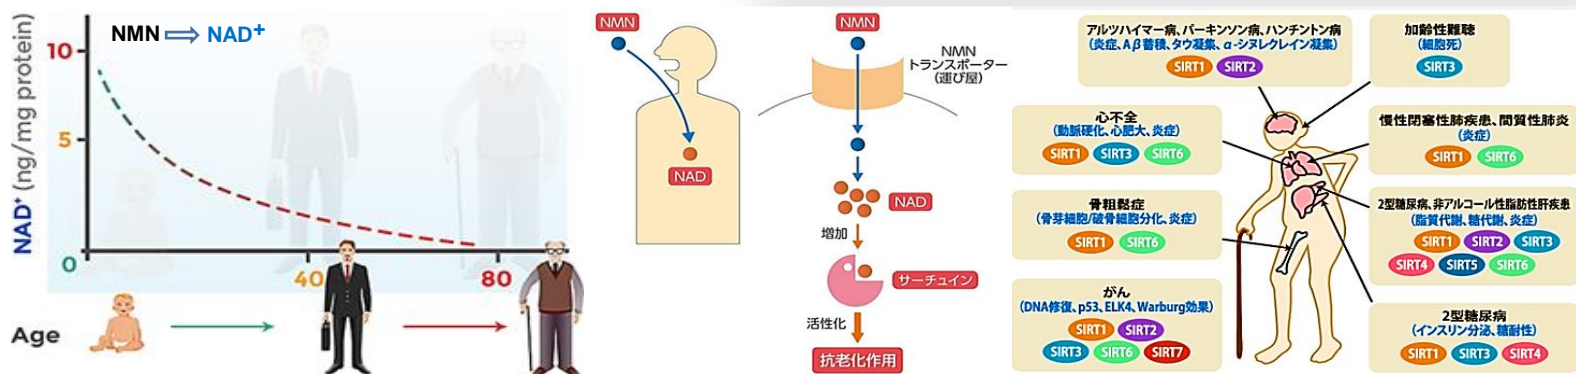 NMN ⇒ NAD⁺
NAD⁺ (ng/mg protein)
10
5
0
40
80
Age
NMN
NAD
NMN
NMN
トランスポーター
(運び屋)
NAD
増加
サーチュイン
活性化
抗老化作用
アルツハイマー病、パーキンソン病、ハンチントン病
(炎症、Aβ蓄積、タウ凝集、α-シヌレクレイン凝集)
SIRT1 SIRT2
加齢性難聴
(細胞死)
SIRT3
心不全
(動脈硬化、心肥大、炎症)
SIRT1 SIRT3 SIRT6
慢性閉塞性肺疾患、間質性肺炎
(炎症)
SIRT1 SIRT6
骨粗鬆症
(骨芽細胞/破骨細胞分化、炎症)
SIRT1 SIRT6
2型糖尿病、非アルコール性脂肪性肝疾患
(脂質代謝、糖代謝、炎症)
SIRT1 SIRT2 SIRT3
SIRT4 SIRT5 SIRT6
がん
(DNA修復、p53、ELK4、Warburg効果)
SIRT1 SIRT2
SIRT3 SIRT6 SIRT7
2型糖尿病
(インスリン分泌、糖耐性)
SIRT1 SIRT3 SIRT4